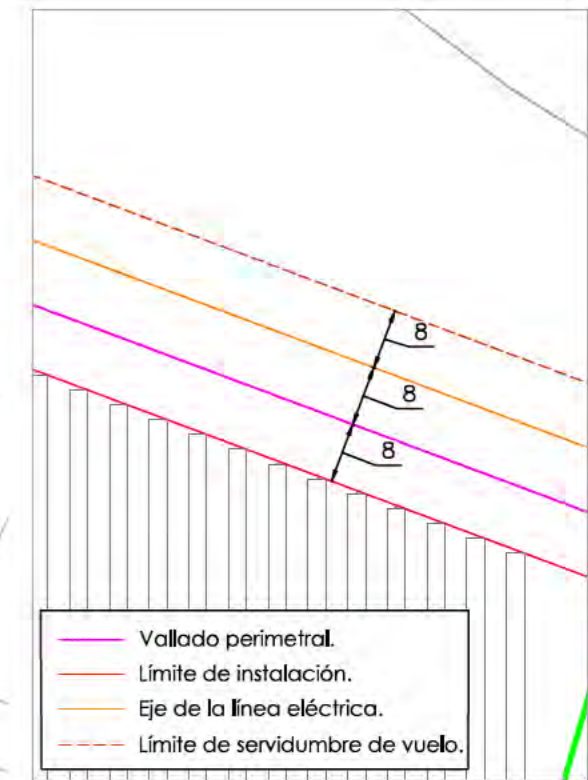 8
8
8
Vallado perimetral.
Límite de instalación.
Eje de la línea eléctrica.
Límite de servidumbre de vuelo.